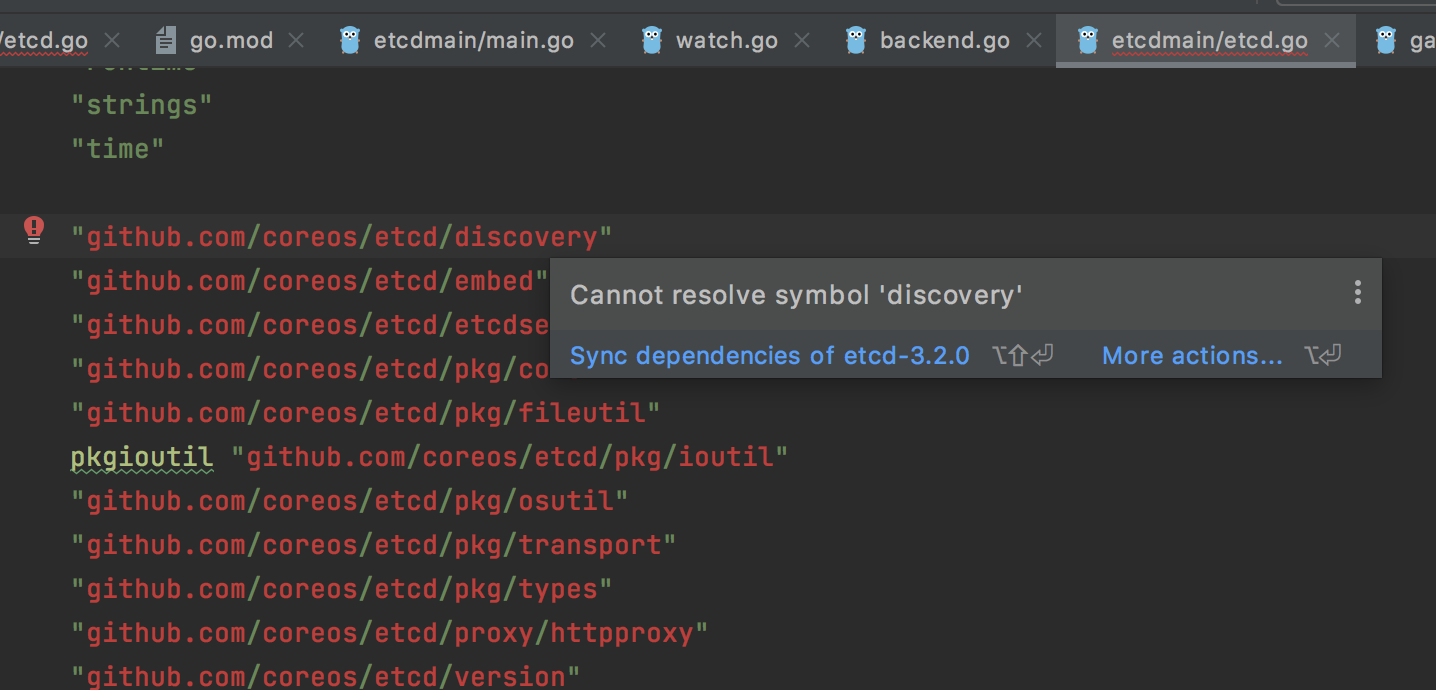 /etcd.go go.mod etcdmain/main.go watch.go backend.go etcdmain/etcd.go ga
"strings"
"time"
"github.com/coreos/etcd/discovery"
"github.com/coreos/etcd/embed"
Cannot resolve symbol 'discovery'
"github.com/coreos/etcd/etcdse
"github.com/coreos/etcd/pkg/co
Sync dependencies of etcd-3.2.0 ⌥⇧⏎ More actions... ⌥⏎
"github.com/coreos/etcd/pkg/fileutil"
pkgioutil "github.com/coreos/etcd/pkg/ioutil"
"github.com/coreos/etcd/pkg/osutil"
"github.com/coreos/etcd/pkg/transport"
"github.com/coreos/etcd/pkg/types"
"github.com/coreos/etcd/proxy/httpproxy"
"github.com/coreos/etcd/version"